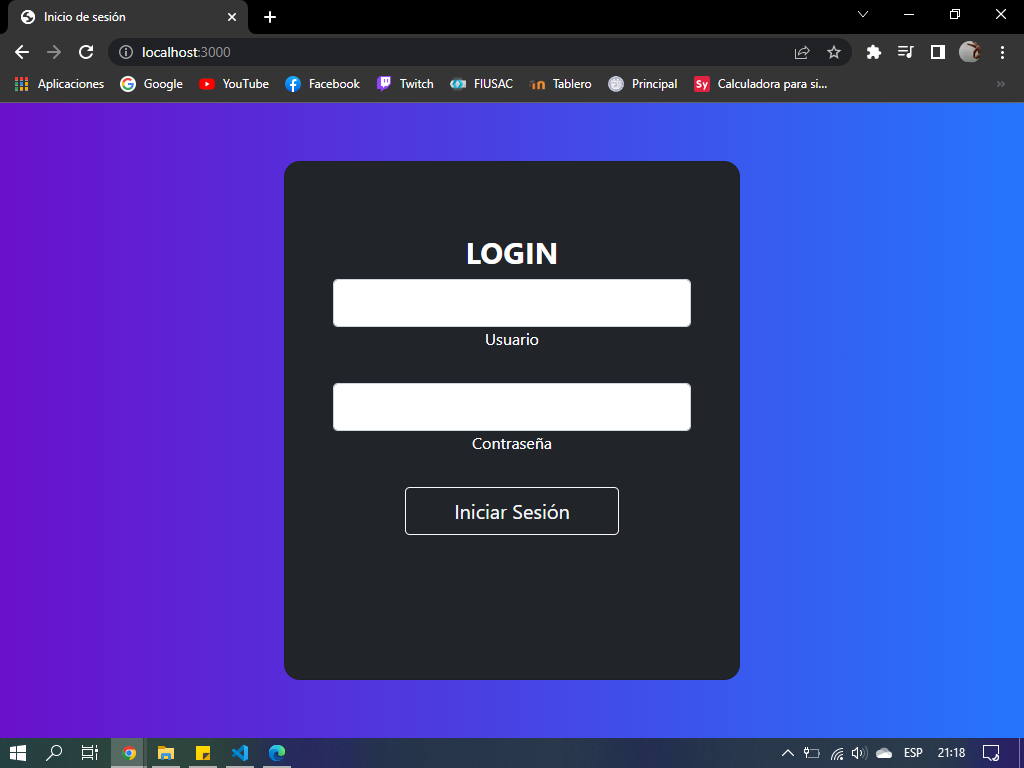 Inicio de sesión
localhost:3000
Aplicaciones Google YouTube Facebook Twitch FIUSAC Tablero Principal Sy Calculadora para si... »
LOGIN
Usuario
Contraseña
Iniciar Sesión
ESP 21:18